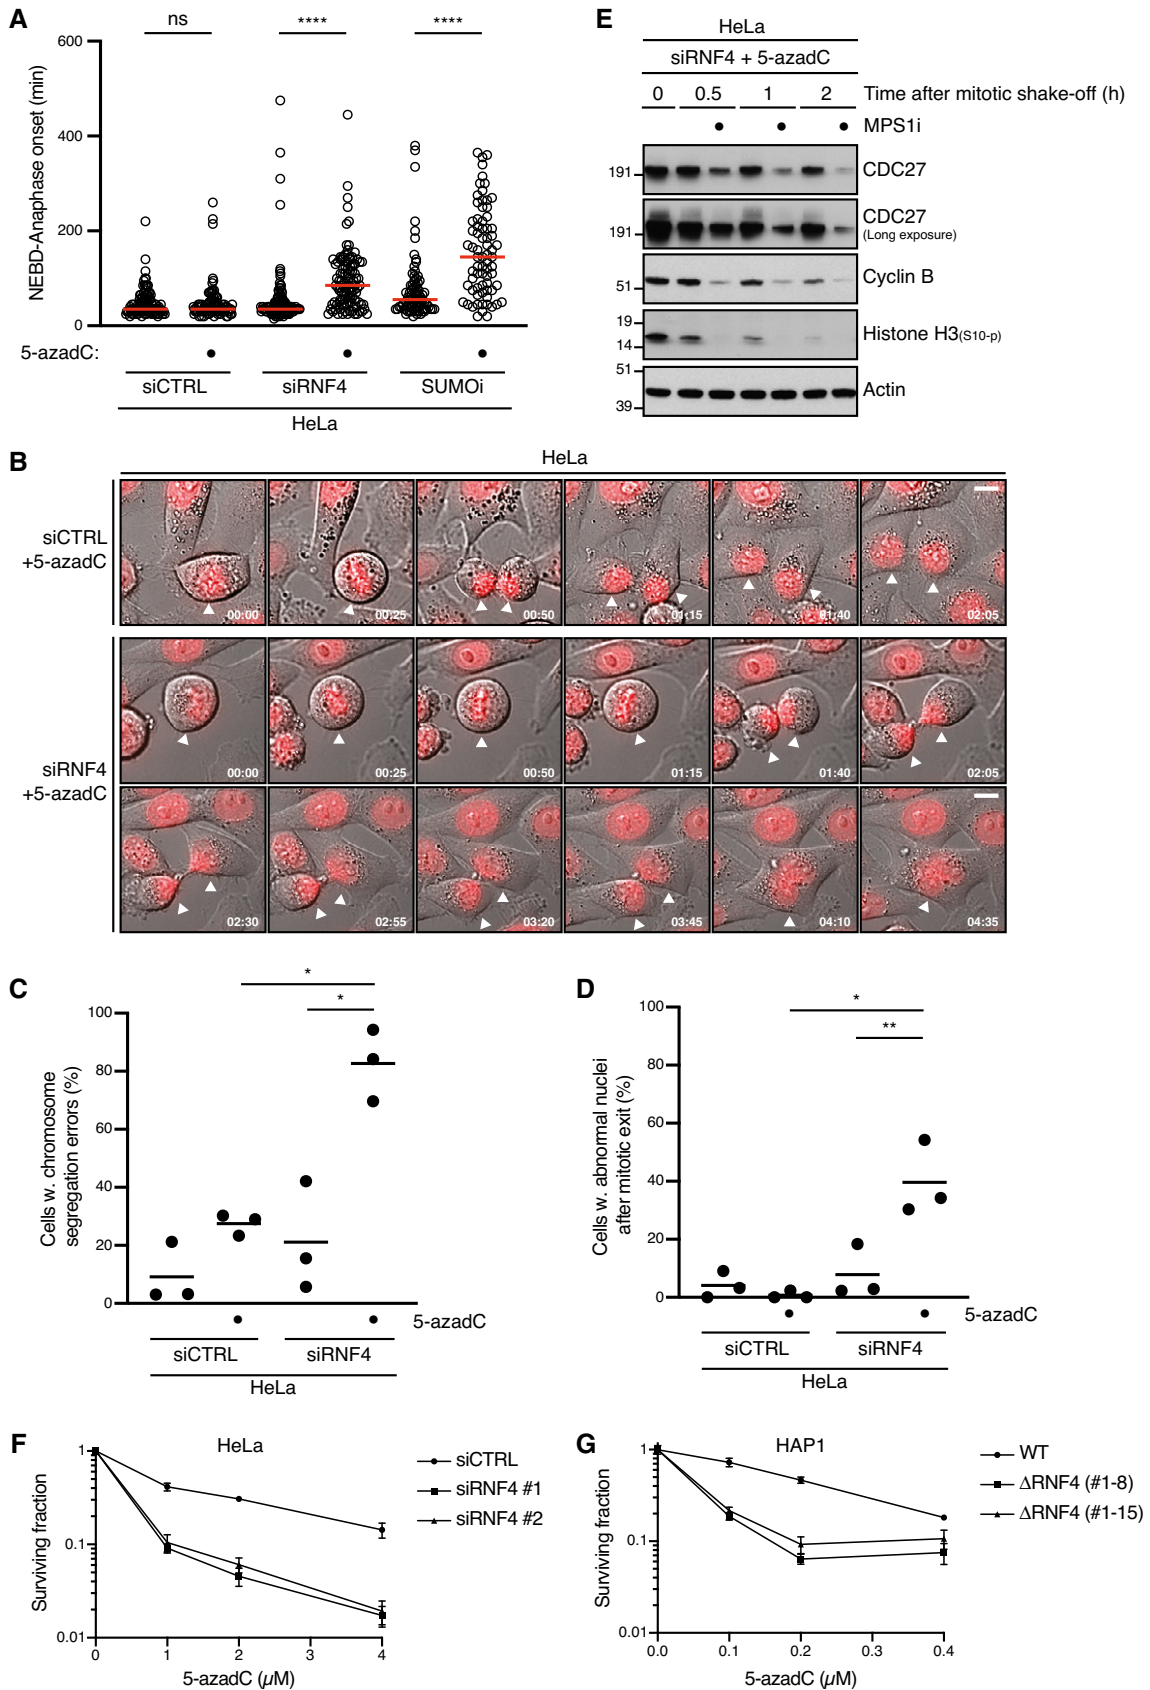 A
ns
****
****
600
400
200
0
NEBD-Anaphase onset (min)
5-azadC:
siCTRL
siRNF4
SUMOi
HeLa
E
HeLa
siRNF4 + 5-azadC
0
0.5
1
2
Time after mitotic shake-off (h)
MPS1i
191
CDC27
191
CDC27
(Long exposure)
51
Cyclin B
19
14
Histone H3(S10-p)
51
39
Actin
B
HeLa
siCTRL
+5-azadC
00:00
00:25
00:50
01:15
01:40
02:05
siRNF4
+5-azadC
00:00
00:25
00:50
01:15
01:40
02:05
02:30
02:55
03:20
03:45
04:10
04:35
C
*
*
100
80
60
40
20
0
Cells w. chromosome
segregation errors (%)
5-azadC
siCTRL
siRNF4
HeLa
D
*
**
100
80
60
40
20
0
Cells w. abnormal nuclei
after mitotic exit (%)
5-azadC
siCTRL
siRNF4
HeLa
F
HeLa
1
0.1
0.01
Surviving fraction
0
1
2
3
4
5-azadC (µM)
siCTRL
siRNF4 #1
siRNF4 #2
G
HAP1
1
0.1
0.01
Surviving fraction
0.0
0.1
0.2
0.3
0.4
5-azadC (µM)
WT
ΔRNF4 (#1-8)
ΔRNF4 (#1-15)